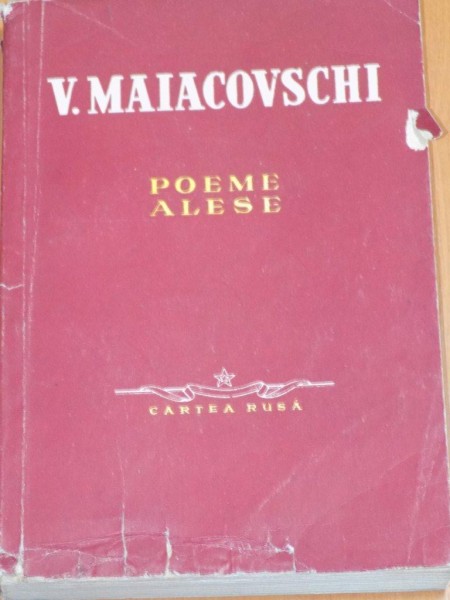 V. MAIACOVSCHI
POEME
ALESE
CARTEA RUSĂ